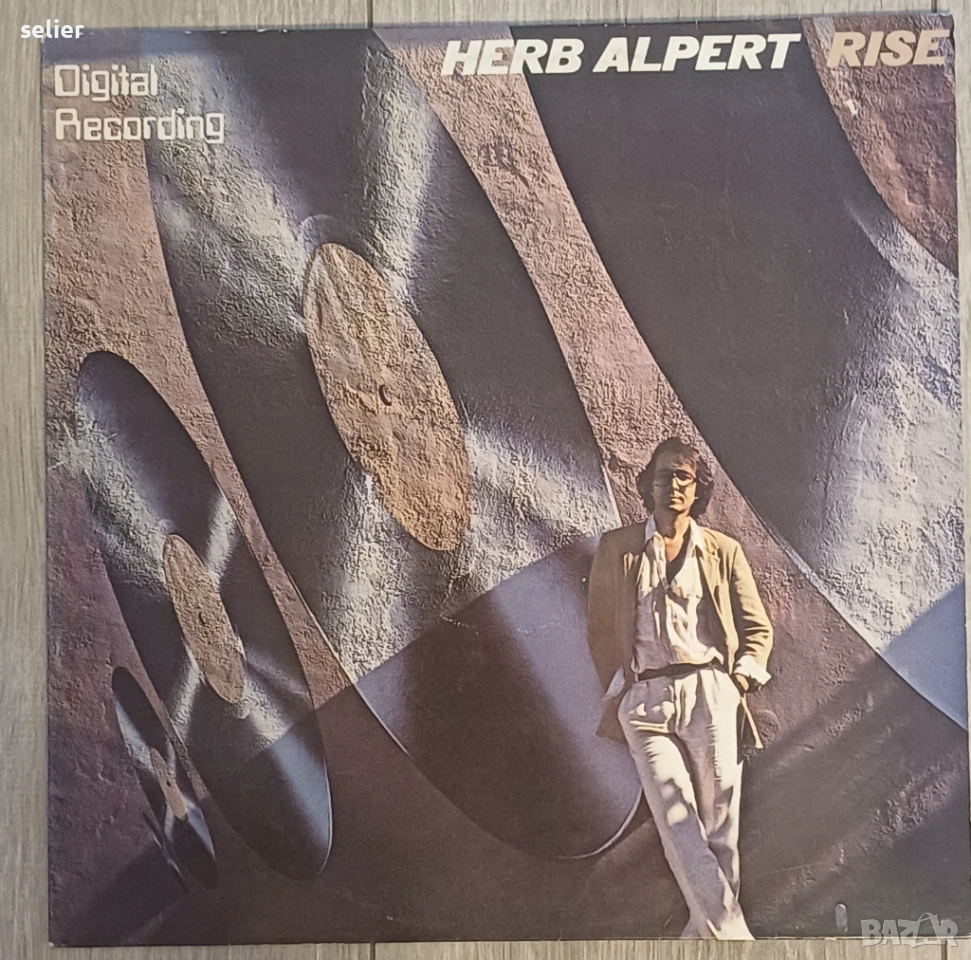 selier
HERB ALPERT RISE
Digital
Recording
BAZAR